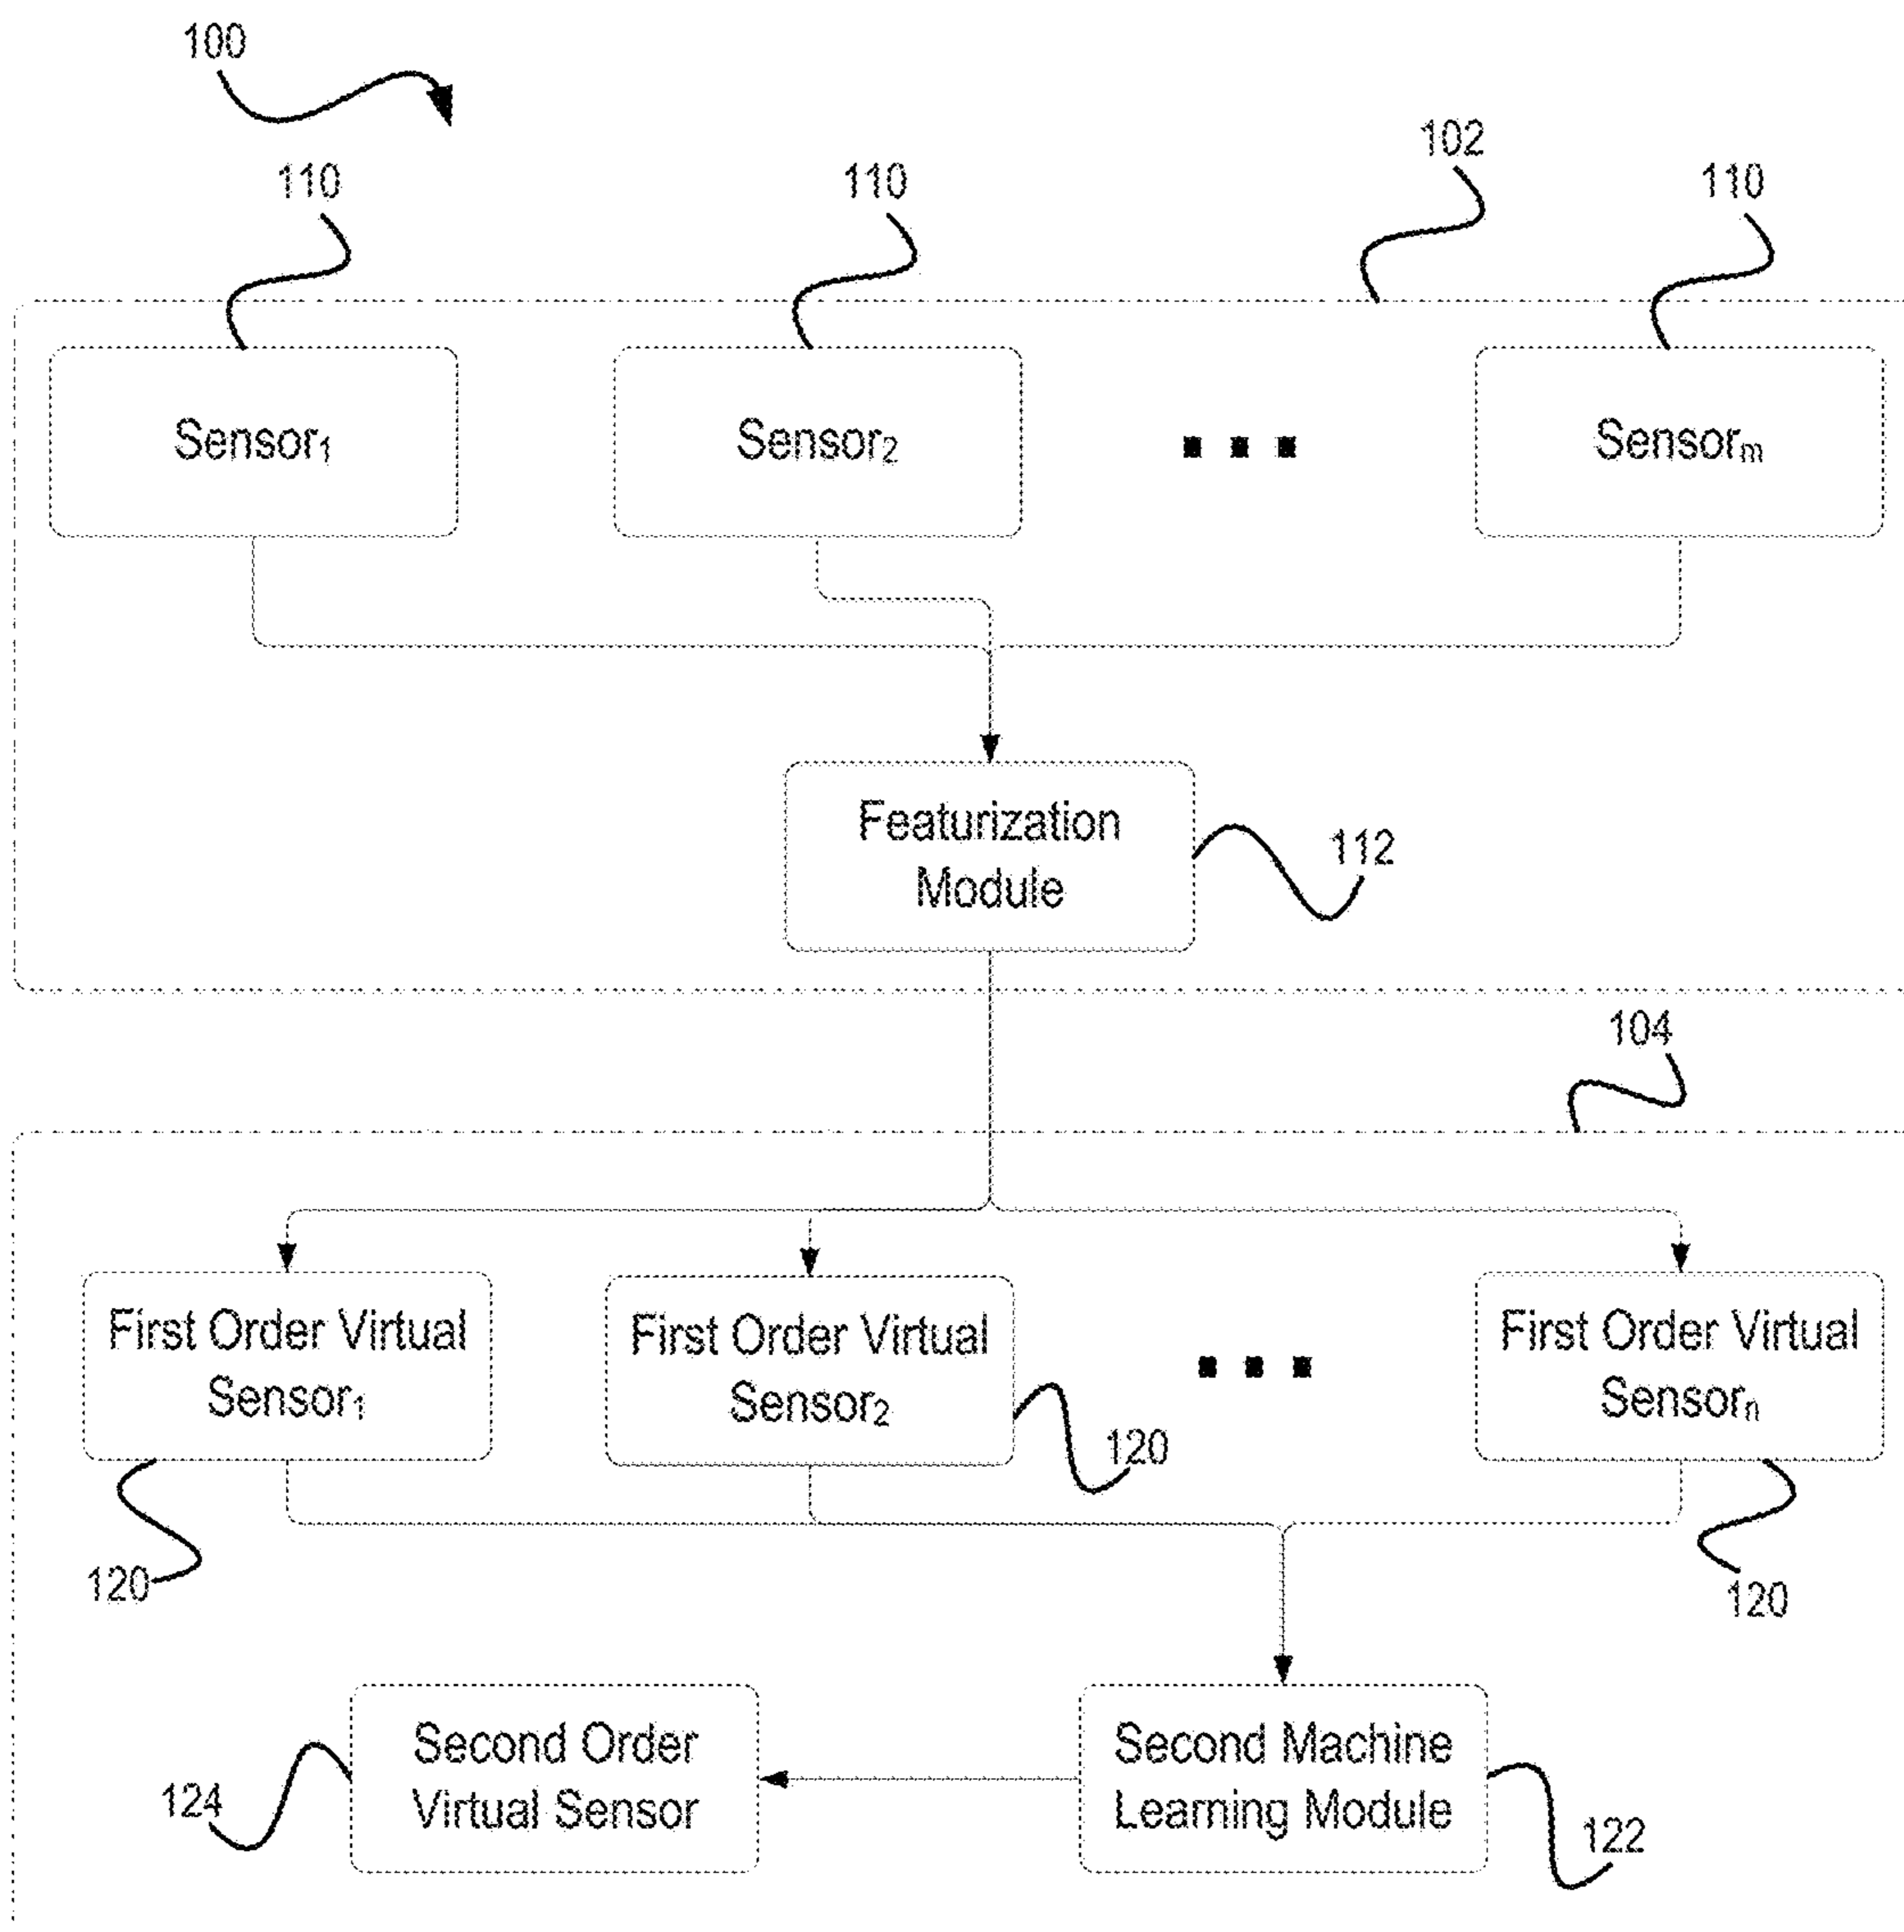 100
102
110
110
110
Sensor₁
Sensor₂
Sensorₘ
Featurization
Module
112
104
First Order Virtual
Sensor₁
First Order Virtual
Sensor₂
First Order Virtual
Sensorₙ
120
120
120
Second Order
Virtual Sensor
Second Machine
Learning Module
124
122